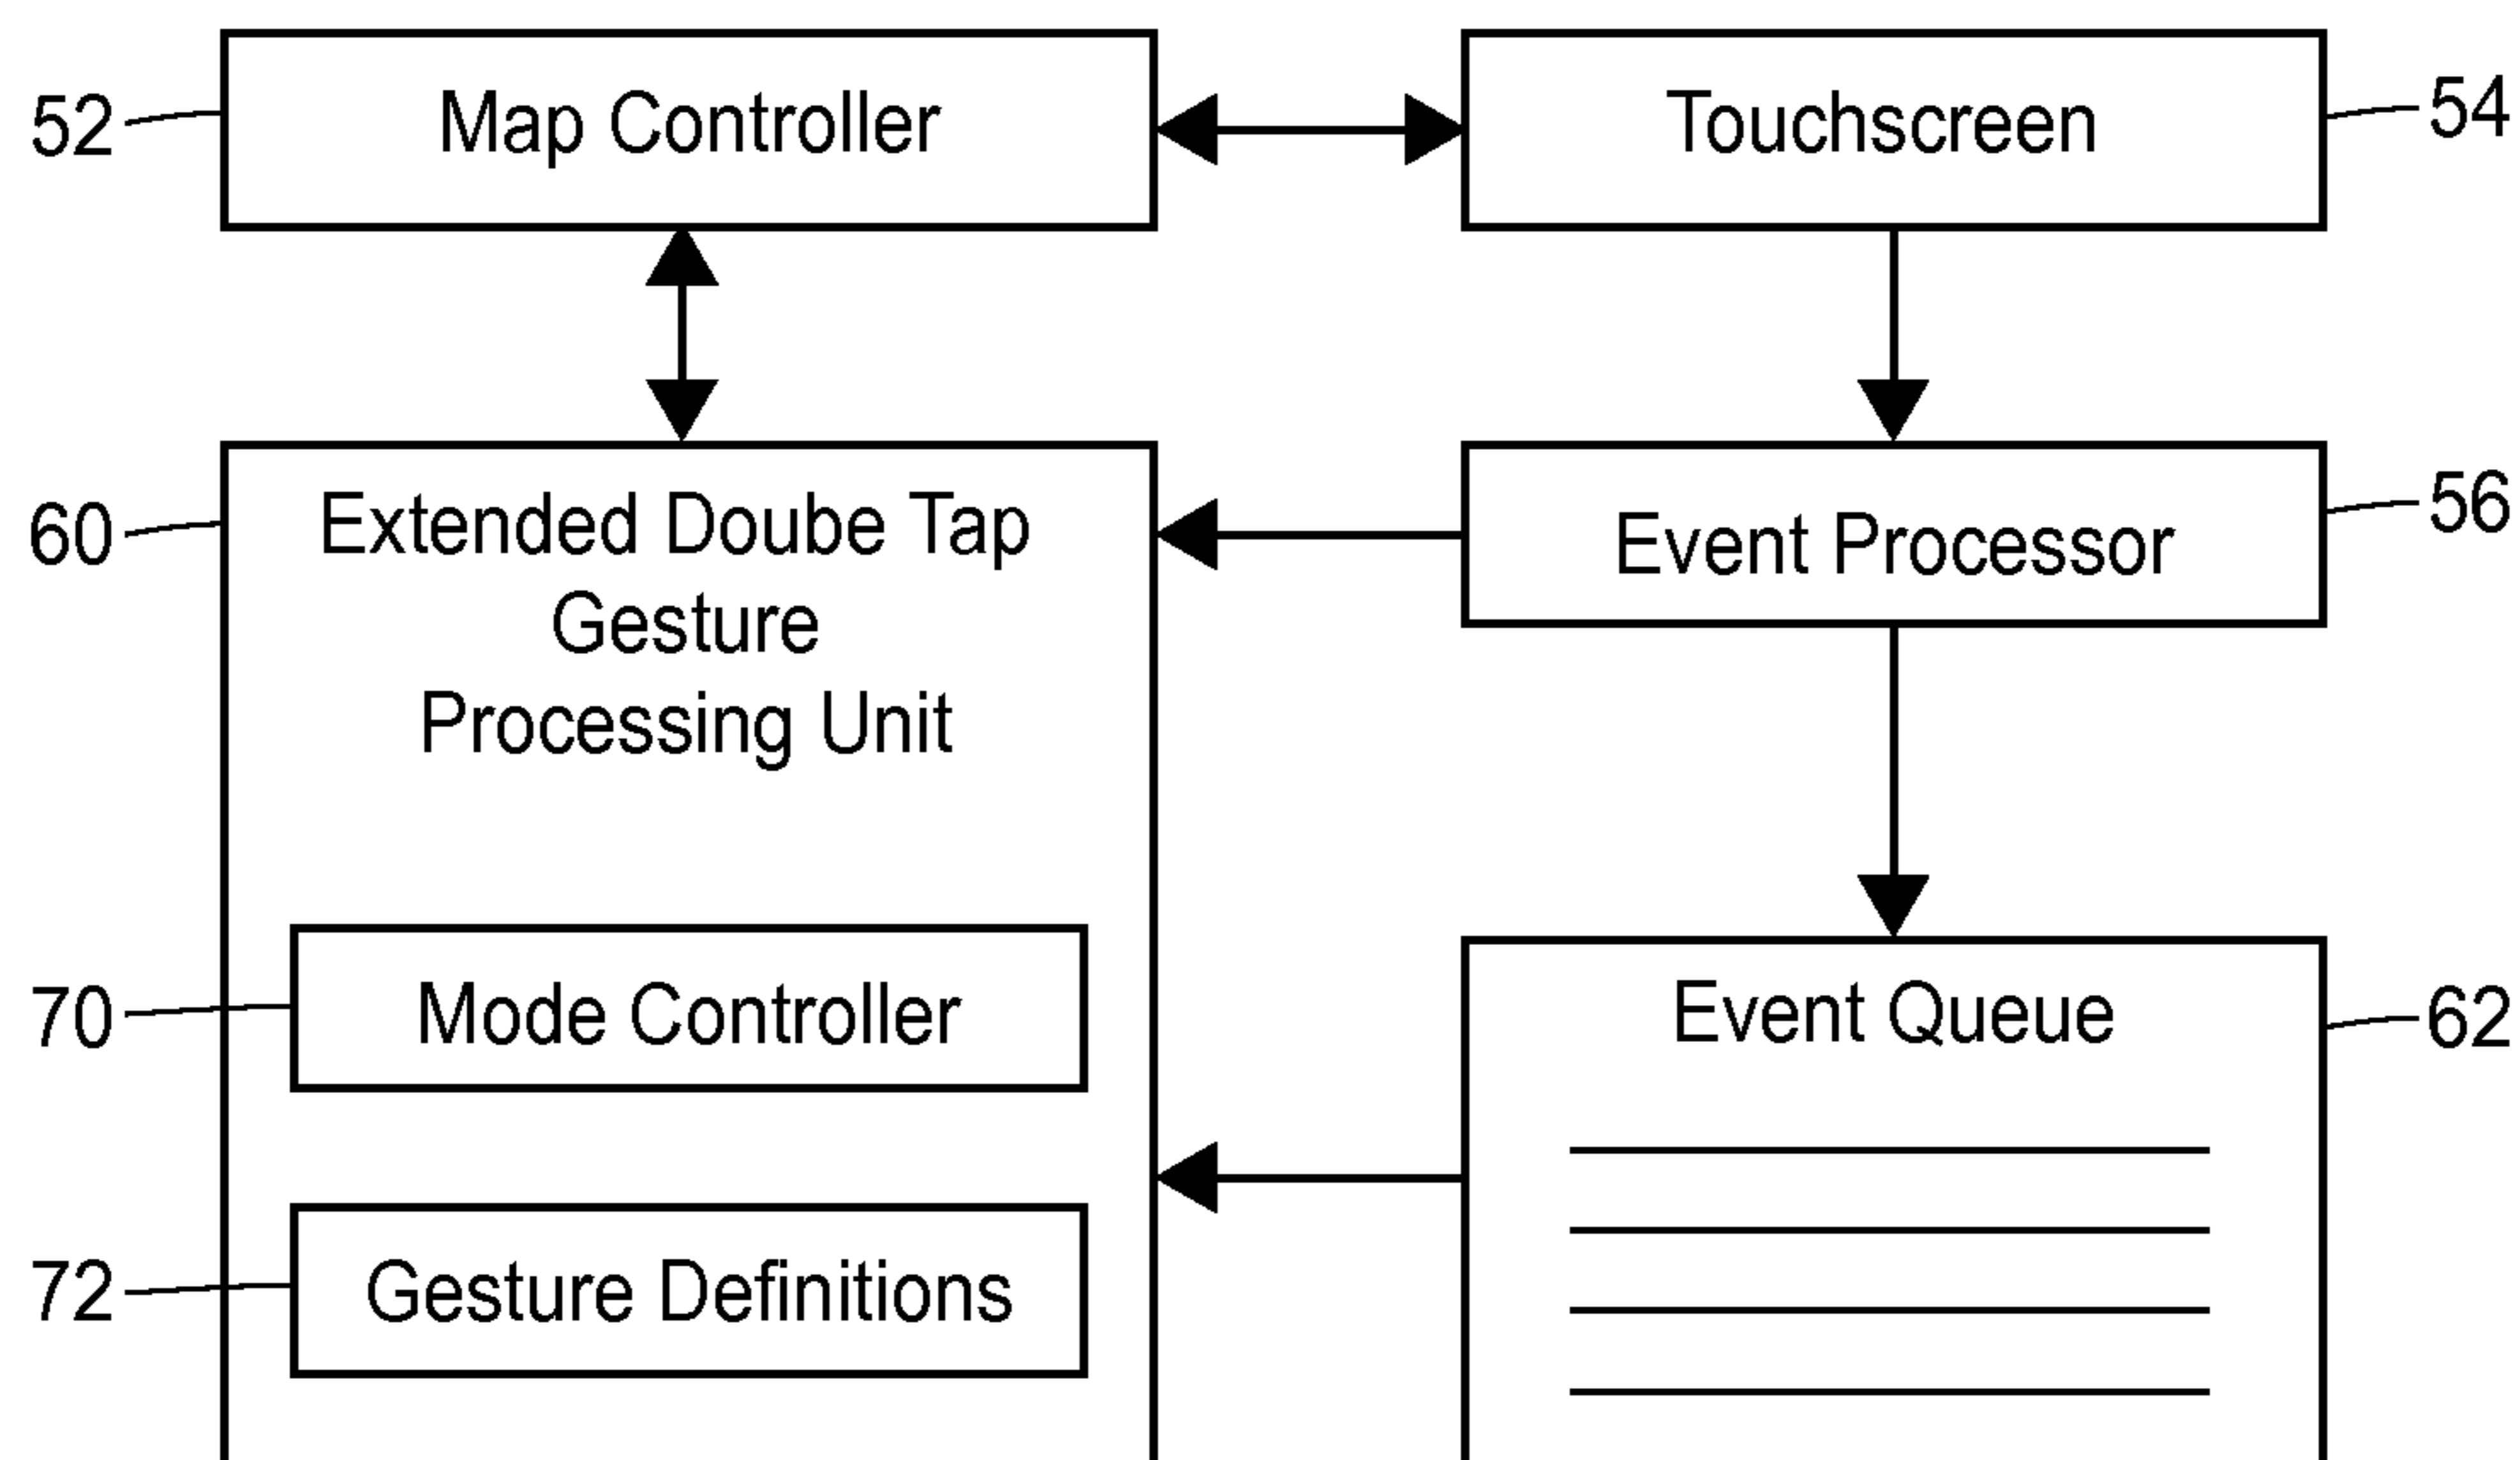 52
Map Controller
Touchscreen
54
60
Extended Doube Tap
Gesture
Processing Unit
Event Processor
56
70
Mode Controller
Event Queue
62
72
Gesture Definitions